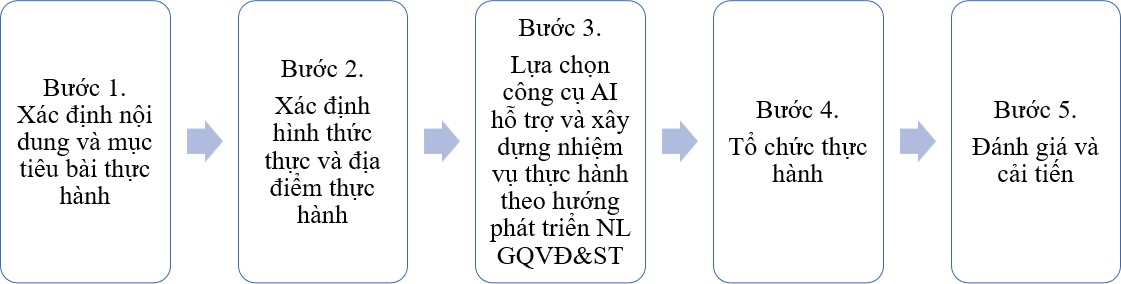 Bước 1.
Xác định nội
dung và mục
tiêu bài thực
hành
Bước 2.
Xác định
hình thức
thực và địa
điểm thực
hành
Bước 3.
Lựa chọn
công cụ AI
hỗ trợ và xây
dựng nhiệm
vụ thực hành
theo hướng
phát triển NL
GQVĐ&ST
Bước 4.
Tổ chức thực
hành
Bước 5.
Đánh giá và
cải tiến